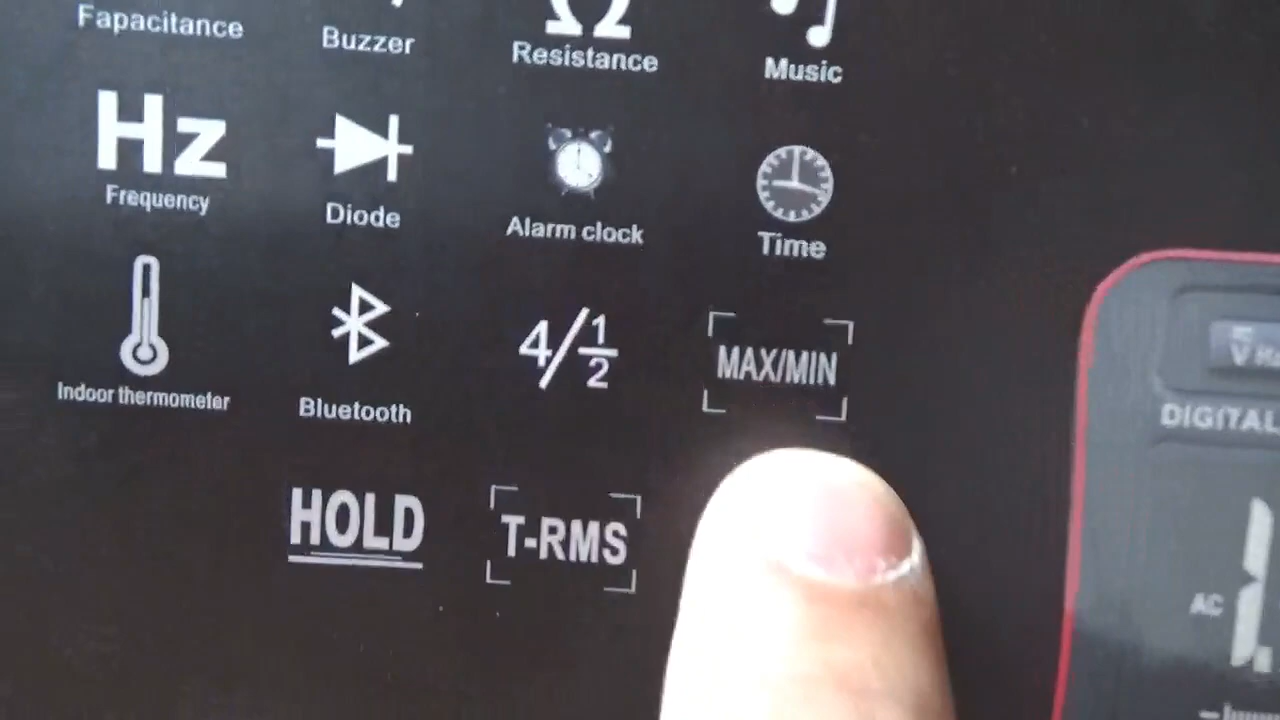 Fapacitance
Buzzer
Resistance
Music
Hz
Frequency
Diode
Alarm clock
Time
Indoor thermometer
Bluetooth
4/1/2
MAX/MIN
HOLD
T-RMS
DIGITAL
AC